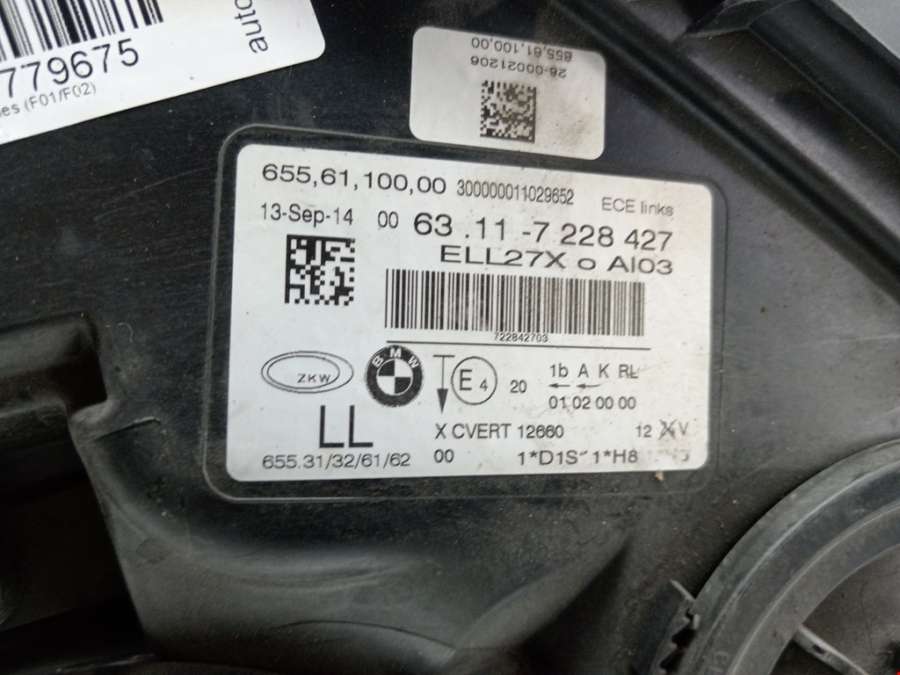 779675
es (F01/F02)
auto
855,61,100,00
26-00021206
655,61,100,00 300000011029652 ECE links
13-Sep-14 00 63.11-7 228 427
ELL27X o AI03
722842703
ZKW
BMW
E4 20 1b A K RL
01 02 00 00
LL X CVERT 12660 12 V
655.31/32/61/62 00 1*D1S 1*H8